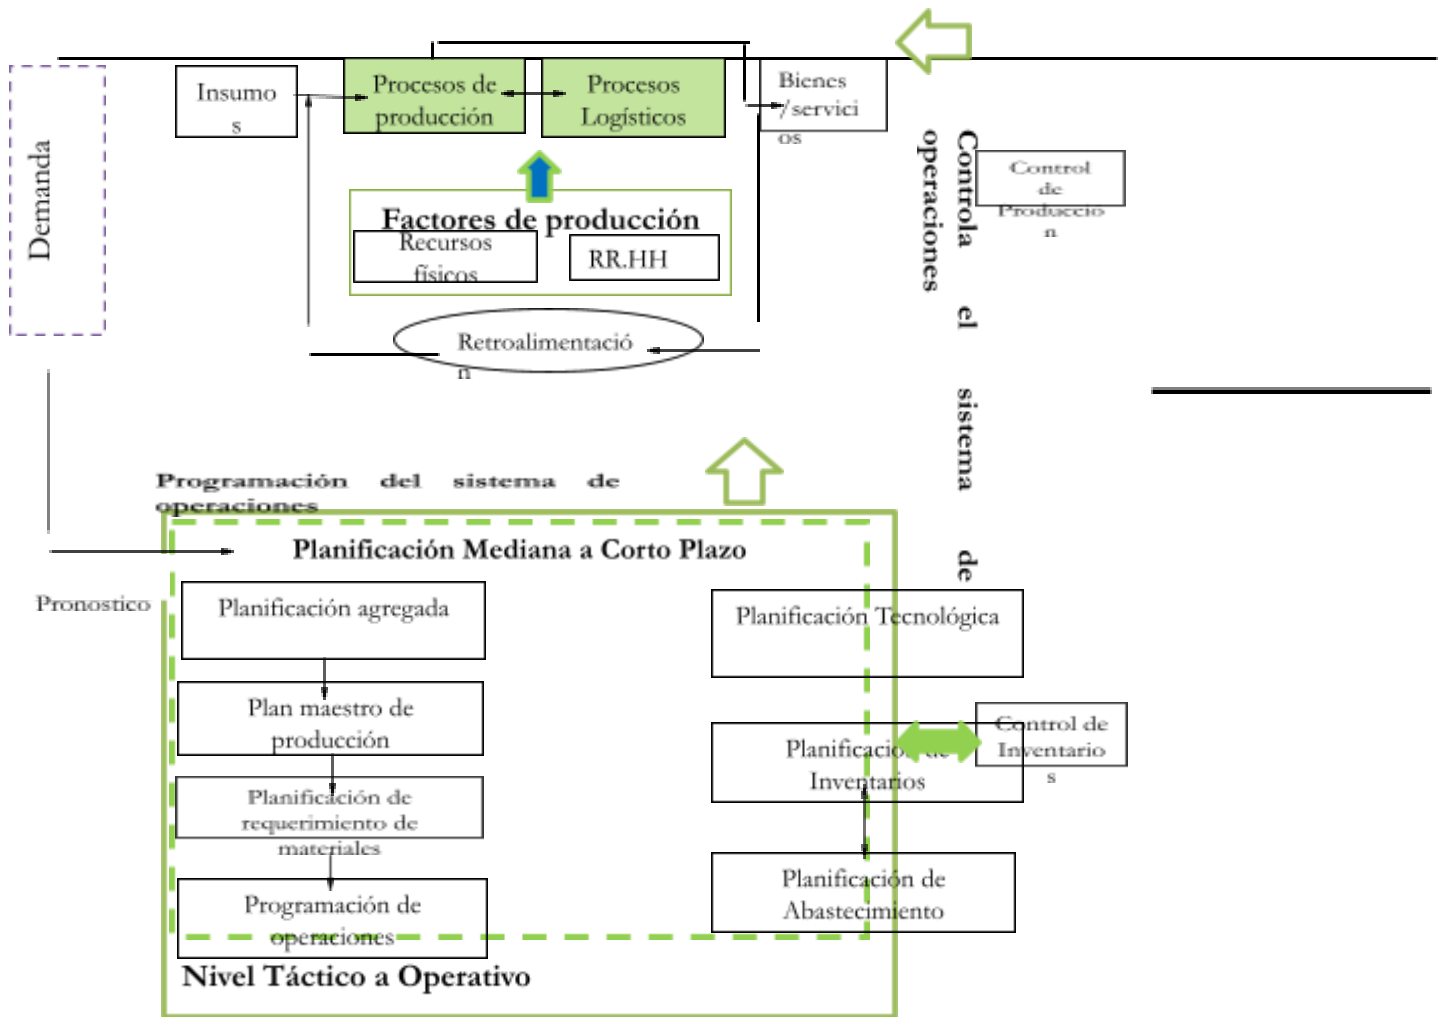 Insumo
s
Procesos de
producción
Procesos
Logísticos
Bienes
/servici
os
Demanda
Controla el sistema de
operaciones
Control
de
Produccio
n
Factores de producción
Recursos
físicos
RR.HH
Retroalimentació
n
Programación del sistema de
operaciones
Planificación Mediana a Corto Plazo
Pronostico
Planificación agregada
Planificación Tecnológica
Plan maestro de
producción
Planificación de
Inventarios
Control de
Inventario
s
Planificación de
requerimiento de
materiales
Planificación de
Abastecimiento
Programación de
operaciones
Nivel Táctico a Operativo